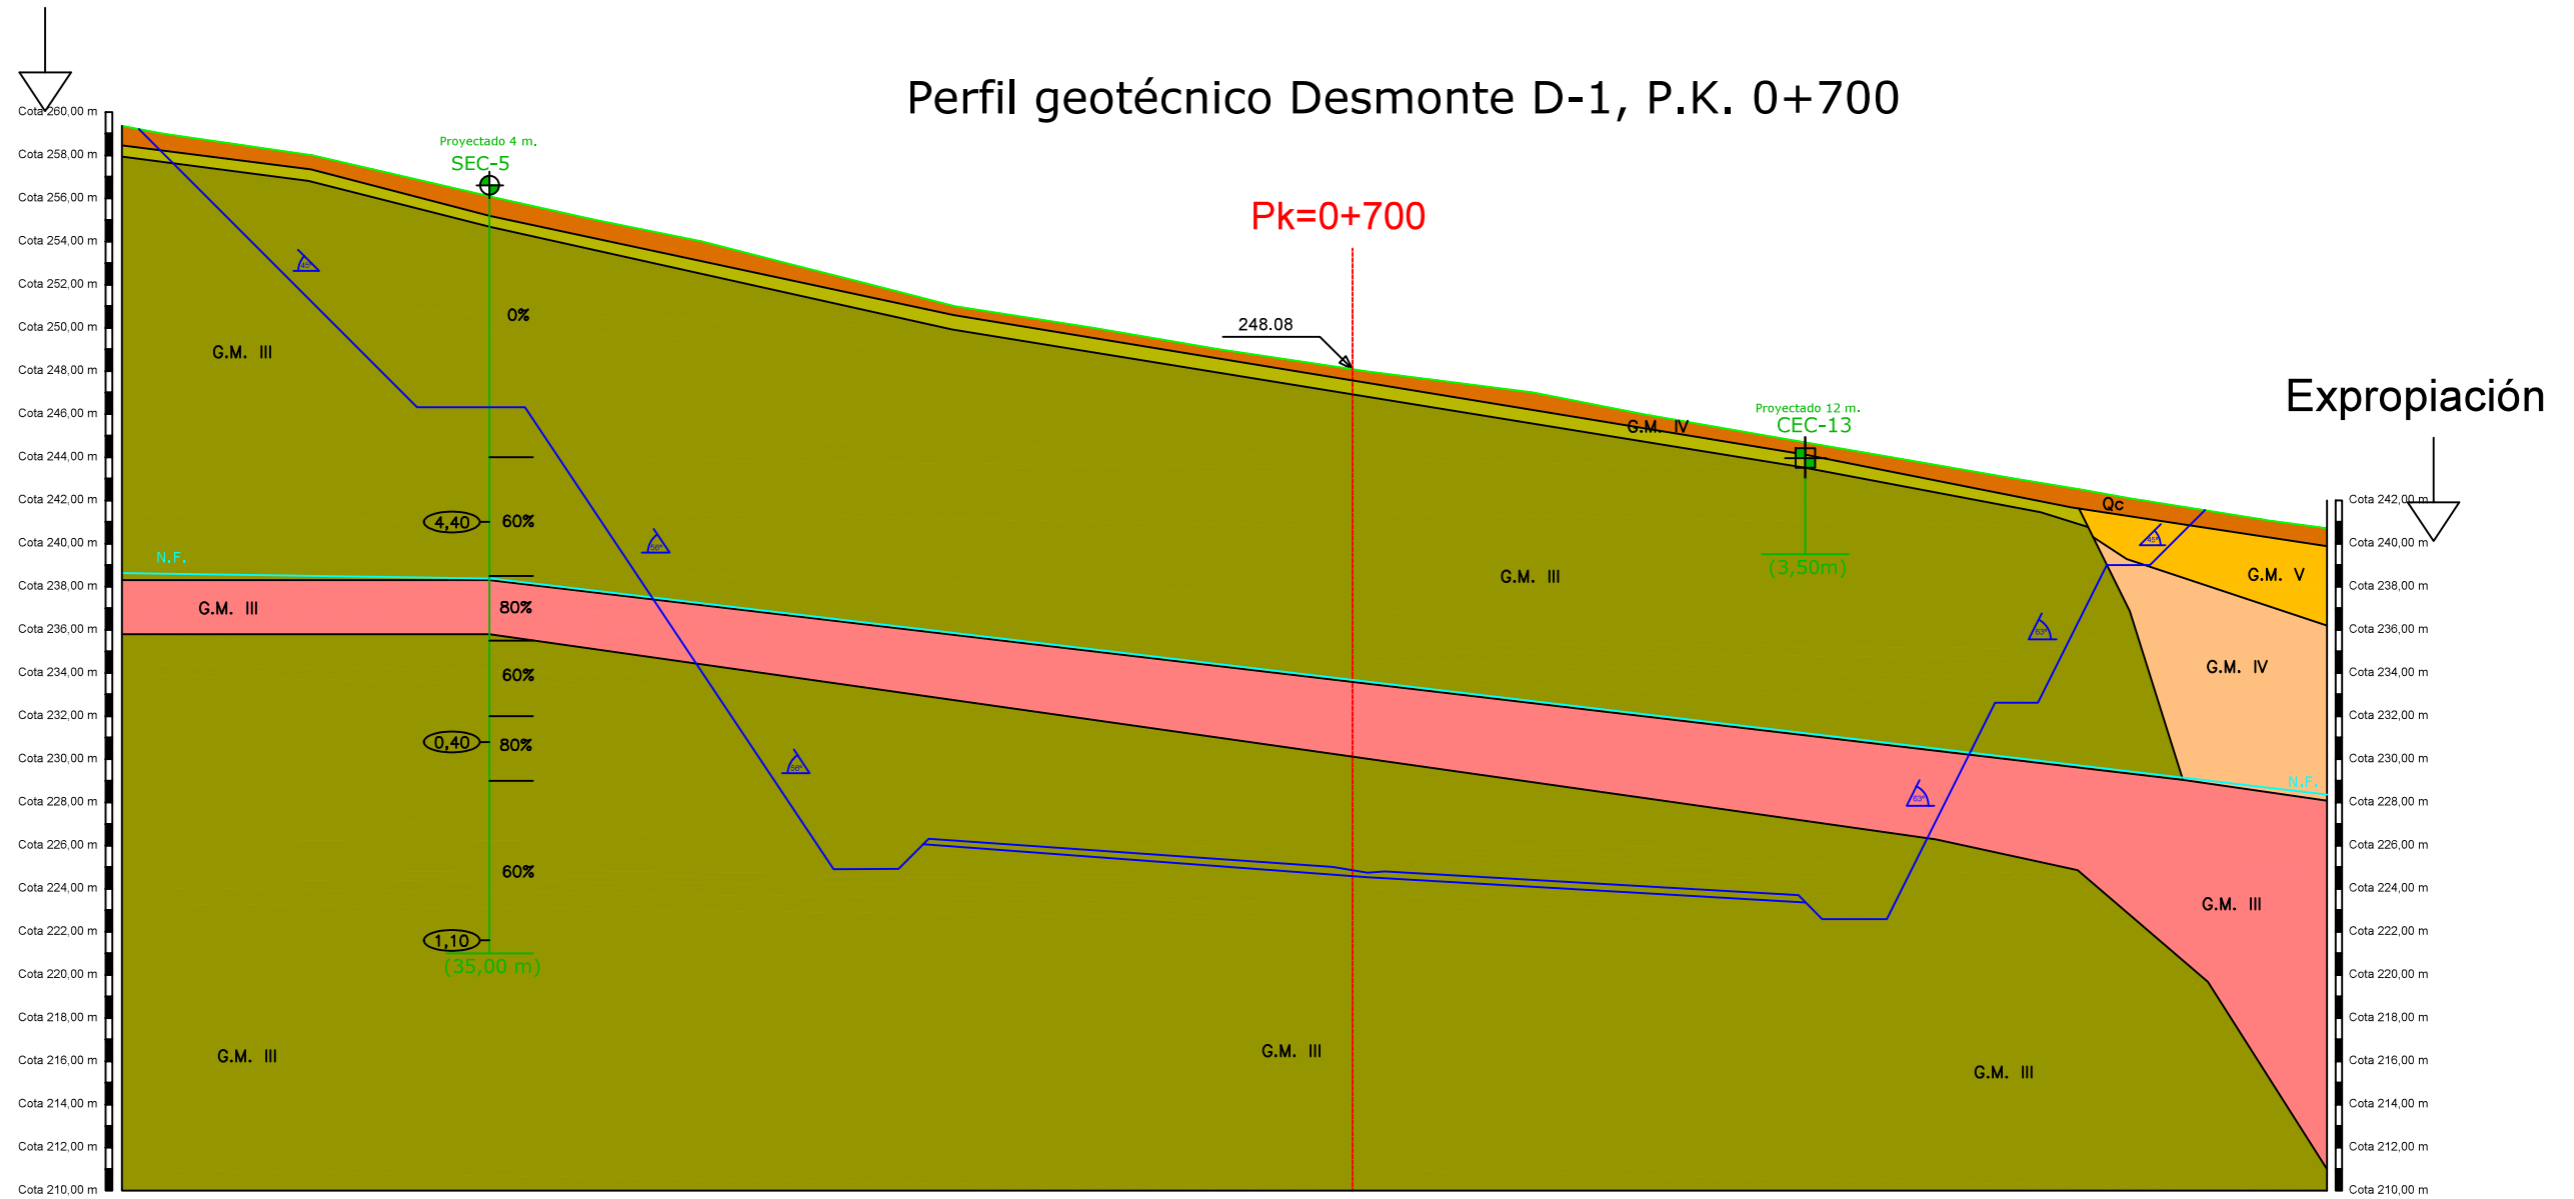 Perfil geotécnico Desmonte D-1, P.K. 0+700
Cota 260,00 m
Cota 258,00 m
Cota 256,00 m
Cota 254,00 m
Cota 252,00 m
Cota 250,00 m
Cota 248,00 m
Cota 246,00 m
Cota 244,00 m
Cota 242,00 m
Cota 240,00 m
Cota 238,00 m
Cota 236,00 m
Cota 234,00 m
Cota 232,00 m
Cota 230,00 m
Cota 228,00 m
Cota 226,00 m
Cota 224,00 m
Cota 222,00 m
Cota 220,00 m
Cota 218,00 m
Cota 216,00 m
Cota 214,00 m
Cota 212,00 m
Cota 210,00 m
Proyectado 4 m.
SEC-5
45º
0%
G.M. III
4,40
60%
56º
N.F.
G.M. III
80%
60%
0,40
80%
56º
60%
1,10
(35,00 m)
G.M. III
Pk=0+700
248.08
G.M. III
G.M. IV
Proyectado 12 m.
CEC-13
(3,50m)
G.M. III
Qc
45º
G.M. V
63º
G.M. IV
63º
N.F.
G.M. III
G.M. III
Expropiación
Cota 242,00 m
Cota 240,00 m
Cota 238,00 m
Cota 236,00 m
Cota 234,00 m
Cota 232,00 m
Cota 230,00 m
Cota 228,00 m
Cota 226,00 m
Cota 224,00 m
Cota 222,00 m
Cota 220,00 m
Cota 218,00 m
Cota 216,00 m
Cota 214,00 m
Cota 212,00 m
Cota 210,00 m